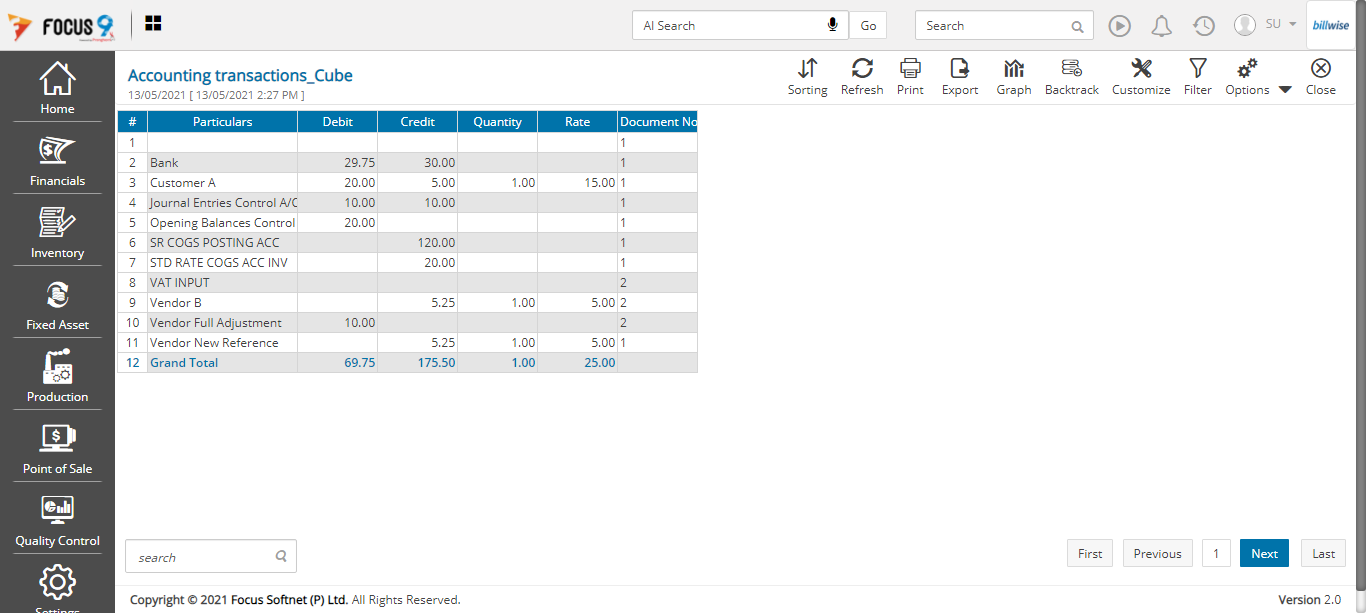 FOCUS 9
AI Search Go Search SU billwise
Accounting transactions_Cube
13/05/2021 [ 13/05/2021 2:27 PM ]
Sorting Refresh Print Export Graph Backtrack Customize Filter Options Close
Home
Financials
Inventory
Fixed Asset
Production
Point of Sale
Quality Control
Settings
# Particulars Debit Credit Quantity Rate Document No
1 1
2 Bank 29.75 30.00 1
3 Customer A 20.00 5.00 1.00 15.00 1
4 Journal Entries Control A/C 10.00 10.00 1
5 Opening Balances Control 20.00 1
6 SR COGS POSTING ACC 120.00 1
7 STD RATE COGS ACC INV 20.00 1
8 VAT INPUT 2
9 Vendor B 5.25 1.00 5.00 2
10 Vendor Full Adjustment 10.00 2
11 Vendor New Reference 5.25 1.00 5.00 1
12 Grand Total 69.75 175.50 1.00 25.00
search
First Previous 1 Next Last
Copyright © 2021 Focus Softnet (P) Ltd. All Rights Reserved.
Version 2.0